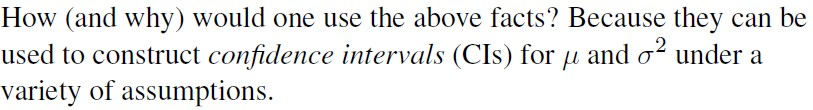 How (and why) would one use the above facts? Because they can be
used to construct confidence intervals (CIs) for μ and σ² under a
variety of assumptions.